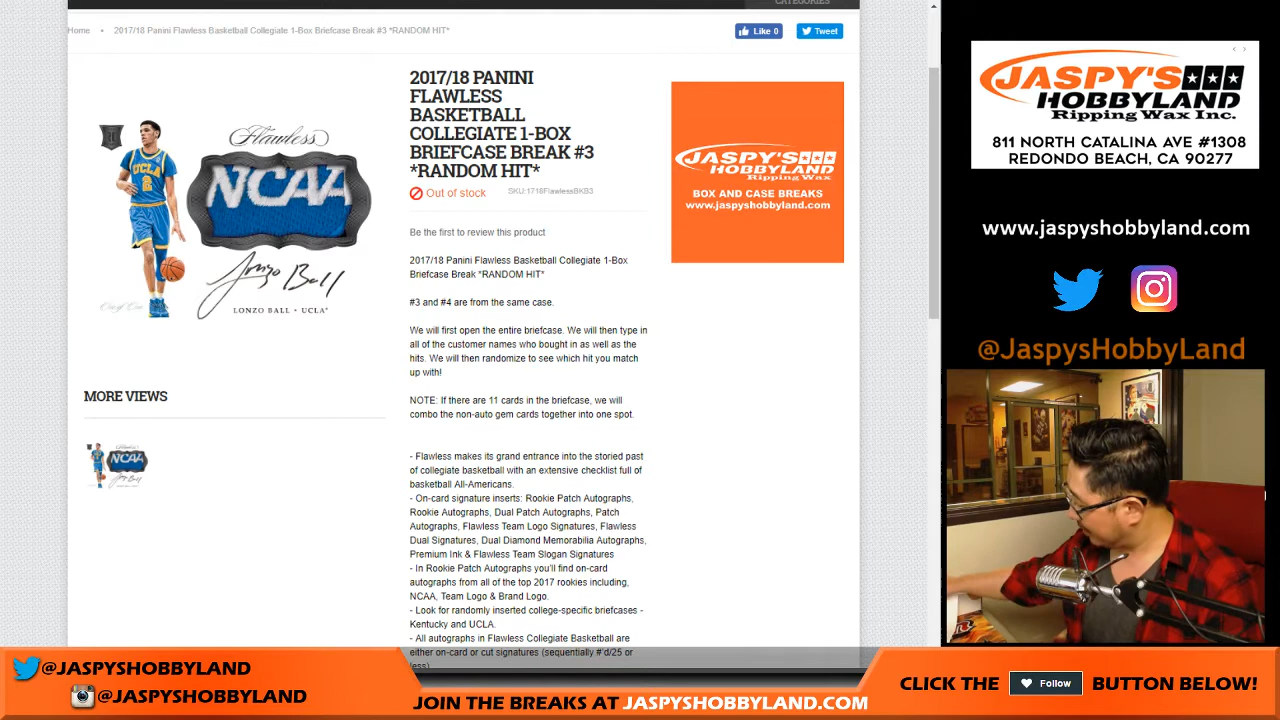 CATEGORIES
Home • 2017/18 Panini Flawless Basketball Collegiate 1-Box Briefcase Break #3 *RANDOM HIT*
Like 0
Tweet
2017/18 PANINI
FLAWLESS
BASKETBALL
COLLEGIATE 1-BOX
BRIEFCASE BREAK #3
*RANDOM HIT*
Out of stock
SKU:1718FlawlessBKB3
Be the first to review this product
2017/18 Panini Flawless Basketball Collegiate 1-Box
Briefcase Break *RANDOM HIT*
#3 and #4 are from the same case.
We will first open the entire briefcase. We will then type in
all of the customer names who bought in as well as the
hits. We will then randomize to see which hit you match
up with!
NOTE: If there are 11 cards in the briefcase, we will
combo the non-auto gem cards together into one spot.
- Flawless makes its grand entrance into the storied past
of collegiate basketball with an extensive checklist full of
basketball All-Americans.
- On-card signature inserts: Rookie Patch Autographs,
Rookie Autographs, Dual Patch Autographs, Patch
Autographs, Flawless Team Logo Signatures, Flawless
Dual Signatures, Dual Diamond Memorabilia Autographs,
Premium Ink & Flawless Team Slogan Signatures
- In Rookie Patch Autographs you'll find on-card
autographs from all of the top 2017 rookies including,
NCAA, Team Logo & Brand Logo.
- Look for randomly inserted college-specific briefcases -
Kentucky and UCLA.
- All autographs in Flawless Collegiate Basketball are
either on-card or cut signatures (sequentially #'d/25 or
less)
Flawless
UCLA
2
NCAA
Lonzo Ball
One of One
LONZO BALL • UCLA
MORE VIEWS
NCAA
JASPY'S
HOBBYLAND
Ripping Wax
BOX AND CASE BREAKS
www.jaspyshobbyland.com
JASPY'S
HOBBYLAND
Ripping Wax Inc.
811 NORTH CATALINA AVE #1308
REDONDO BEACH, CA 90277
www.jaspyshobbyland.com
@JaspysHobbyLand
@JASPYSHOBBYLAND
@JASPYSHOBBYLAND
JOIN THE BREAKS AT JASPYSHOBBYLAND.COM
CLICK THE Follow BUTTON BELOW!